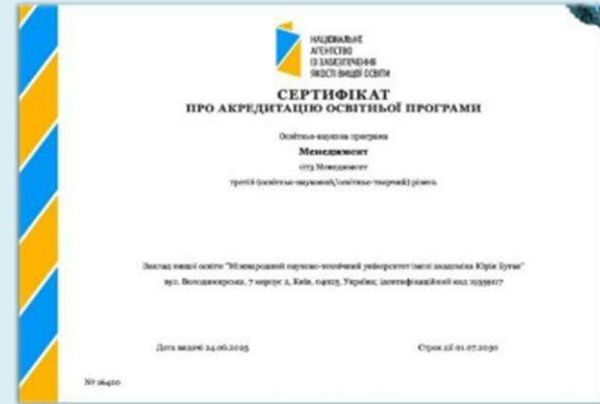 НАЦІОНАЛЬНЕ
АГЕНТСТВО
ІЗ ЗАБЕЗПЕЧЕННЯ
ЯКОСТІ ВИЩОЇ ОСВІТИ
СЕРТИФІКАТ
ПРО АКРЕДИТАЦІЮ ОСВІТНЬОЇ ПРОГРАМИ
Освітньо-наукова програма
Менеджмент
073 Менеджмент
третій (освітньо-науковий/освітньо-творчий) рівень
Заклад вищої освіти "Міжнародний науково-технічний університет імені академіка Юрія Бугая"
вул. Володимирська, 7 корпус 2, Київ, Україна; ідентифікаційний код
Дата видачі 24.06.2025
Строк дії 01.07.2030
№